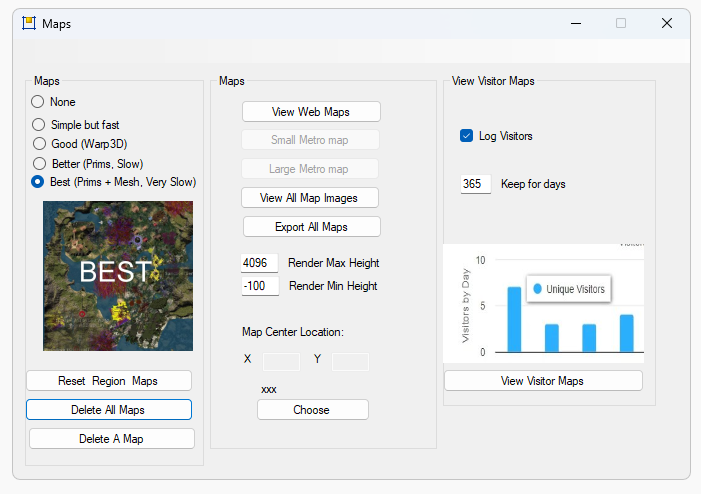 Maps
Maps
None
Simple but fast
Good (Warp3D)
Better (Prims, Slow)
Best (Prims + Mesh, Very Slow)
BEST
Reset Region Maps
Delete All Maps
Delete A Map
Maps
View Web Maps
Small Metro map
Large Metro map
View All Map Images
Export All Maps
4096 Render Max Height
-100 Render Min Height
Map Center Location:
X Y
xxx
Choose
View Visitor Maps
Log Visitors
365 Keep for days
10
Unique Visitors
5
0
Visitors by Day
View Visitor Maps